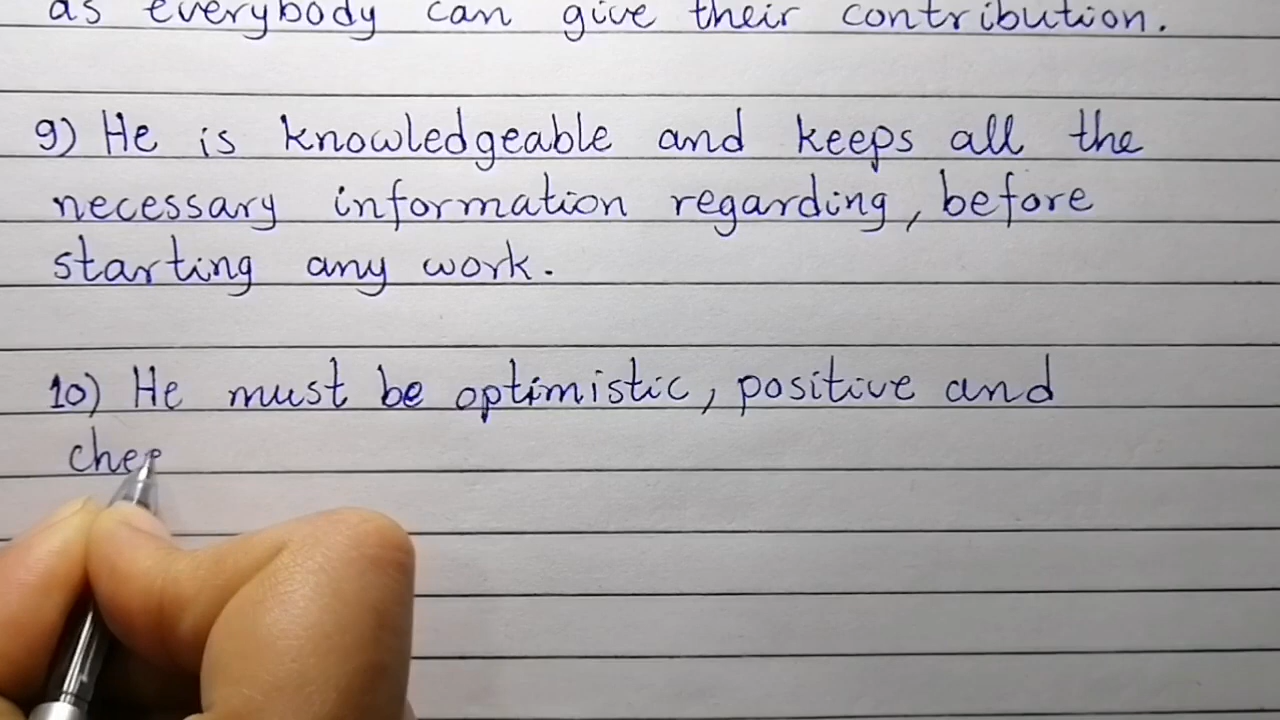 as everybody can give their contribution.
9) He is knowledgeable and keeps all the
necessary information regarding, before
starting any work.
10) He must be optimistic, positive and
chee